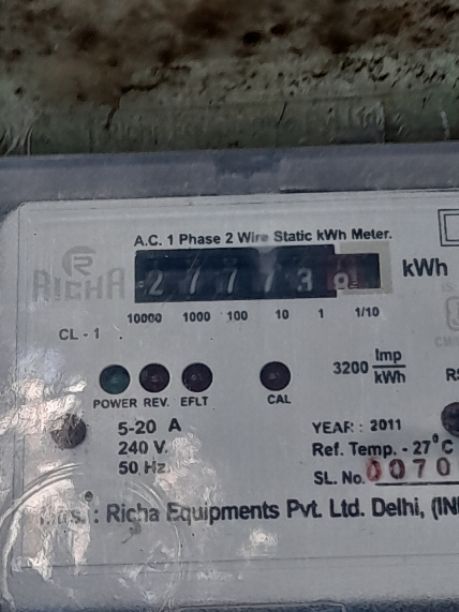 A.C. 1 Phase 2 Wire Static kWh Meter.
RICHA
277738 kWh
10000 1000 100 10 1 1/10
CL - 1
3200 Imp/kWh
POWER REV. EFLT CAL
5-20 A
240 V.
50 Hz.
YEAR : 2011
Ref. Temp. - 27°C
SL. No. 0070
: Richa Equipments Pvt. Ltd. Delhi,